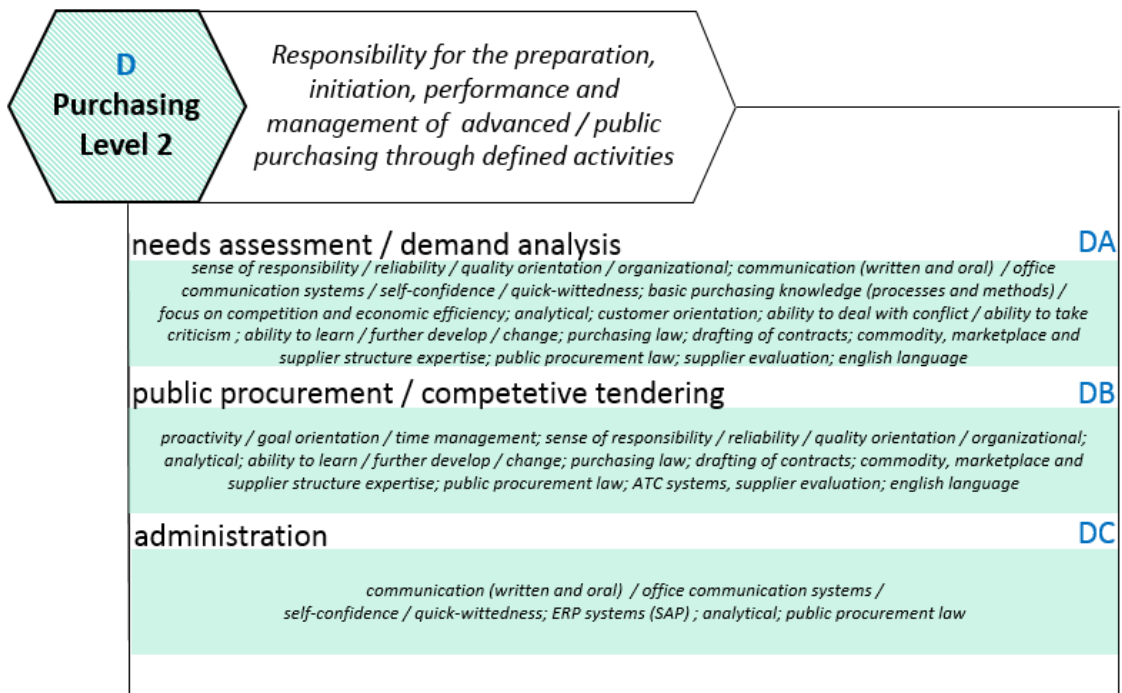 D
Purchasing
Level 2
Responsibility for the preparation,
initiation, performance and
management of advanced / public
purchasing through defined activities
needs assessment / demand analysis DA
sense of responsibility / reliability / quality orientation / organizational; communication (written and oral) / office
communication systems / self-confidence / quick-wittedness; basic purchasing knowledge (processes and methods) /
focus on competition and economic efficiency; analytical; customer orientation; ability to deal with conflict / ability to take
criticism ; ability to learn / further develop / change; purchasing law; drafting of contracts; commodity, marketplace and
supplier structure expertise; public procurement law; supplier evaluation; english language
public procurement / competetive tendering DB
proactivity / goal orientation / time management; sense of responsibility / reliability / quality orientation / organizational;
analytical; ability to learn / further develop / change; purchasing law; drafting of contracts; commodity, marketplace and
supplier structure expertise; public procurement law; ATC systems, supplier evaluation; english language
administration DC
communication (written and oral) / office communication systems /
self-confidence / quick-wittedness; ERP systems (SAP) ; analytical; public procurement law